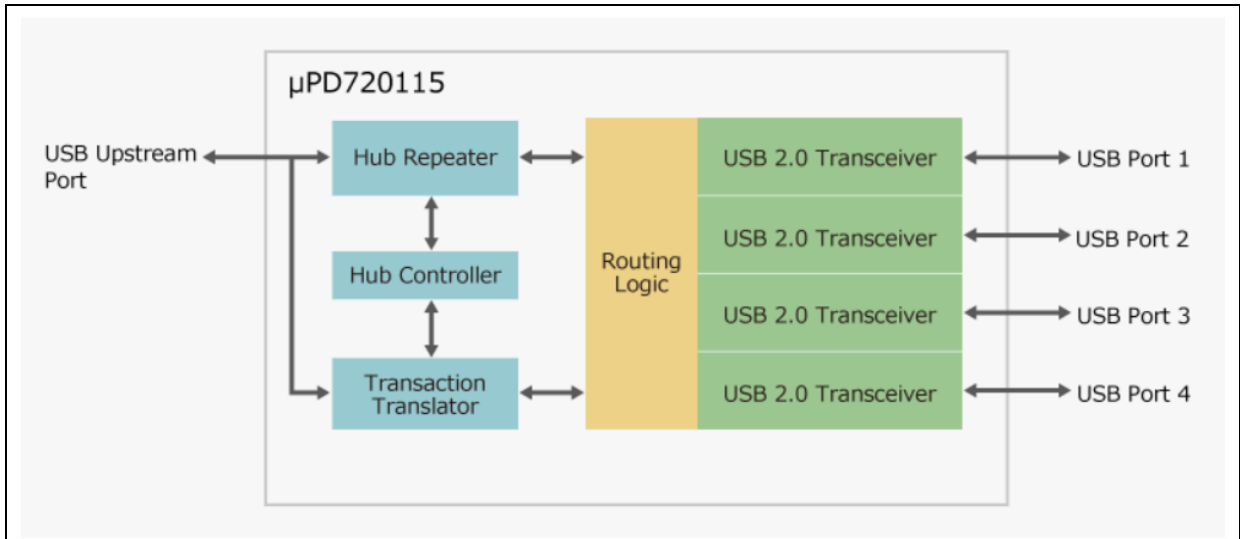 µPD720115
USB Upstream
Port
Hub Repeater
Hub Controller
Transaction
Translator
Routing
Logic
USB 2.0 Transceiver
USB 2.0 Transceiver
USB 2.0 Transceiver
USB 2.0 Transceiver
USB Port 1
USB Port 2
USB Port 3
USB Port 4